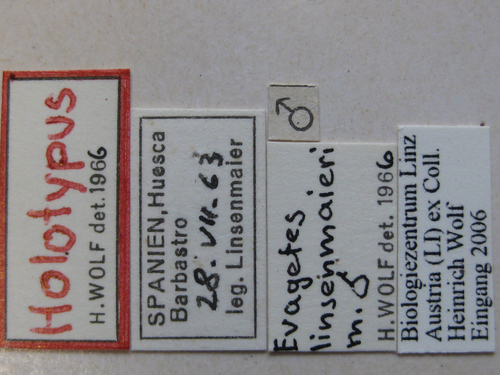 Holotypus
H. WOLF det. 1966
SPANIEN, Huesca
Barbastro
28.VII.63
leg. Linsenmaier
♂
Evagetes
linsenmaieri
m. ♂
H. WOLF det. 1966
Biologiezentrum Linz
Austria (LI) ex Coll.
Heinrich Wolf
Eingang 2006